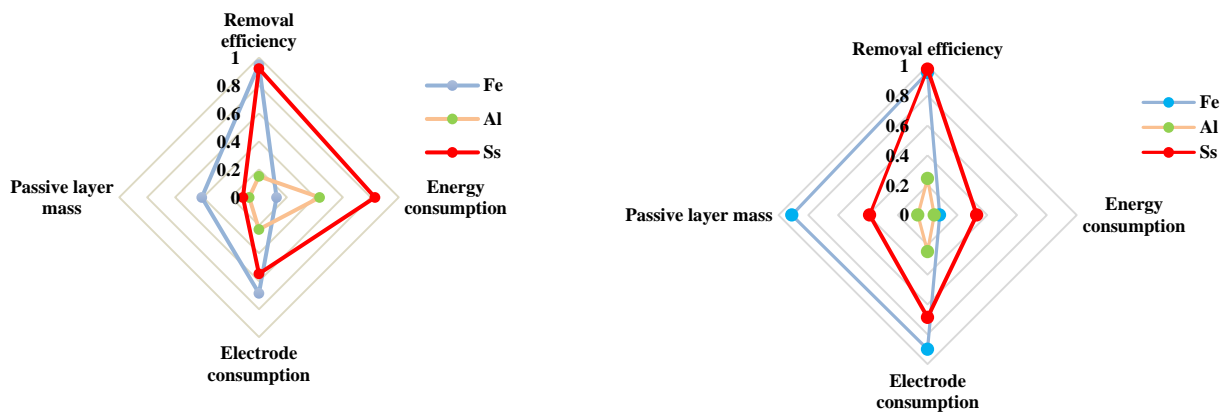 Removal
efficiency
1
0.8
0.6
0.4
0.2
0
Passive layer
mass
Energy
consumption
Electrode
consumption
Fe
Al
Ss
Removal efficiency
1
0.8
0.6
0.4
0.2
0
Passive layer mass
Energy
consumption
Electrode
consumption
Fe
Al
Ss